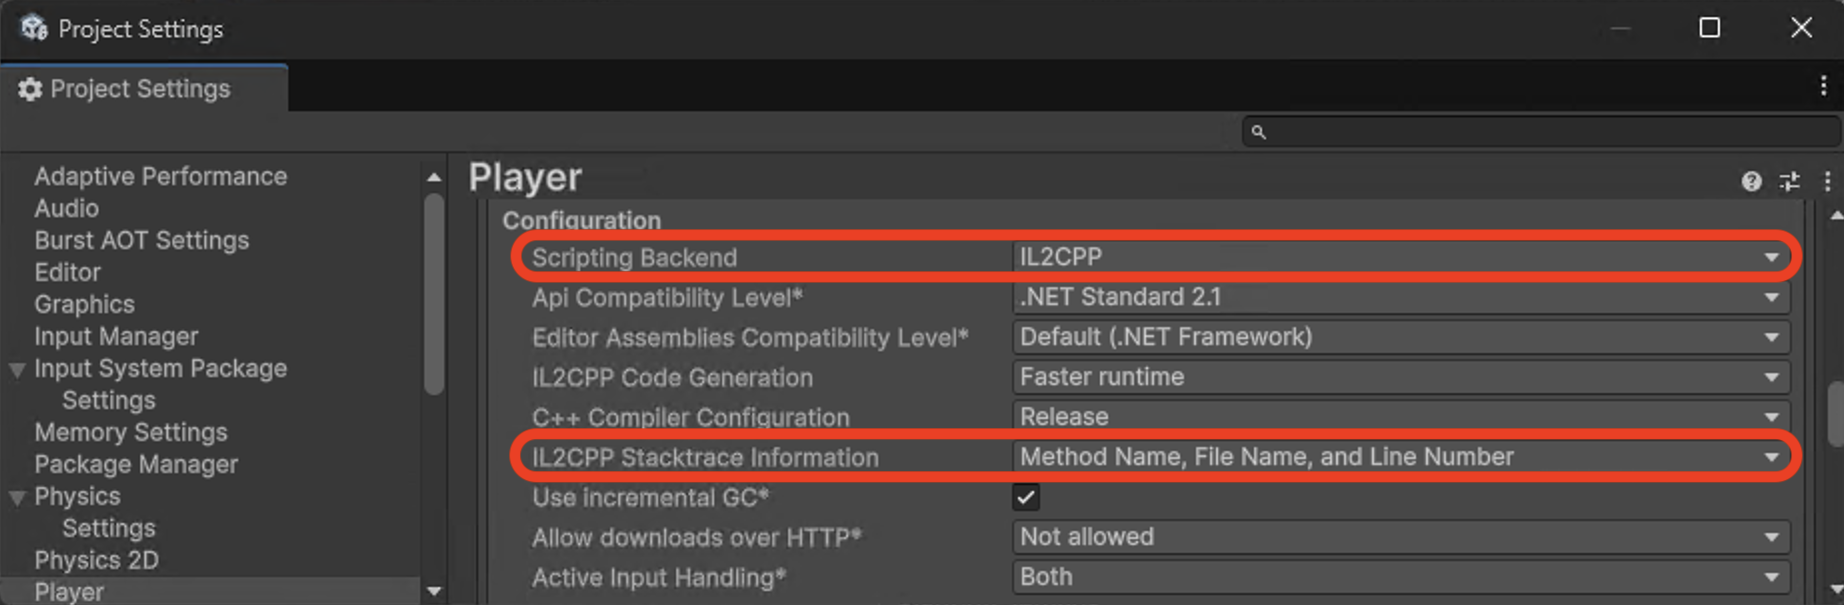 Project Settings
Project Settings
Adaptive Performance
Audio
Burst AOT Settings
Editor
Graphics
Input Manager
Input System Package
Settings
Memory Settings
Package Manager
Physics
Settings
Physics 2D
Player
Player
Configuration
Scripting Backend IL2CPP
Api Compatibility Level* .NET Standard 2.1
Editor Assemblies Compatibility Level* Default (.NET Framework)
IL2CPP Code Generation Faster runtime
C++ Compiler Configuration Release
IL2CPP Stacktrace Information Method Name, File Name, and Line Number
Use incremental GC*
Allow downloads over HTTP* Not allowed
Active Input Handling* Both